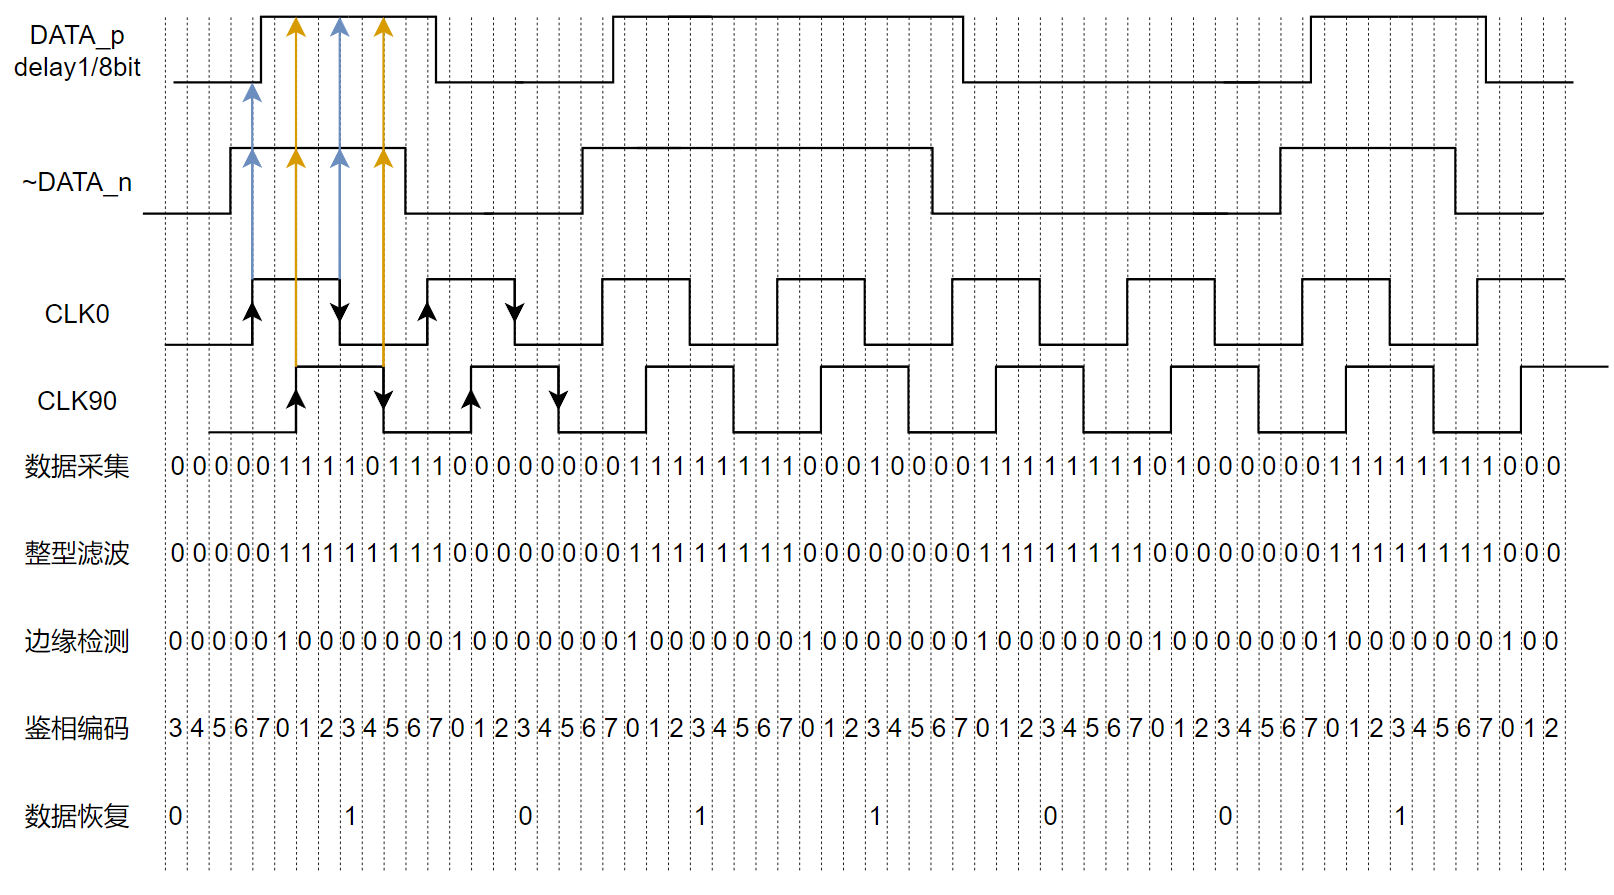 DATA_p
delay1/8bit
~DATA_n
CLK0
CLK90
数据采集 0 0 0 0 0 1 1 1 1 0 1 1 1 0 0 0 0 0 0 0 0 1 1 1 1 1 1 1 1 0 0 0 1 0 0 0 0 1 1 1 1 1 1 1 1 0 1 0 0 0 0 0 0 1 1 1 1 1 1 1 1 0 0 0
整型滤波 0 0 0 0 0 1 1 1 1 1 1 1 1 0 0 0 0 0 0 0 0 1 1 1 1 1 1 1 1 0 0 0 0 0 0 0 0 1 1 1 1 1 1 1 1 0 0 0 0 0 0 0 0 1 1 1 1 1 1 1 1 0 0 0
边缘检测 0 0 0 0 0 1 0 0 0 0 0 0 0 1 0 0 0 0 0 0 0 1 0 0 0 0 0 0 0 1 0 0 0 0 0 0 0 1 0 0 0 0 0 0 0 1 0 0 0 0 0 0 0 1 0 0 0 0 0 0 0 1 0 0
鉴相编码 3 4 5 6 7 0 1 2 3 4 5 6 7 0 1 2 3 4 5 6 7 0 1 2 3 4 5 6 7 0 1 2 3 4 5 6 7 0 1 2 3 4 5 6 7 0 1 2 3 4 5 6 7 0 1 2 3 4 5 6 7 0 1 2
数据恢复 0 1 0 1 1 0 0 1